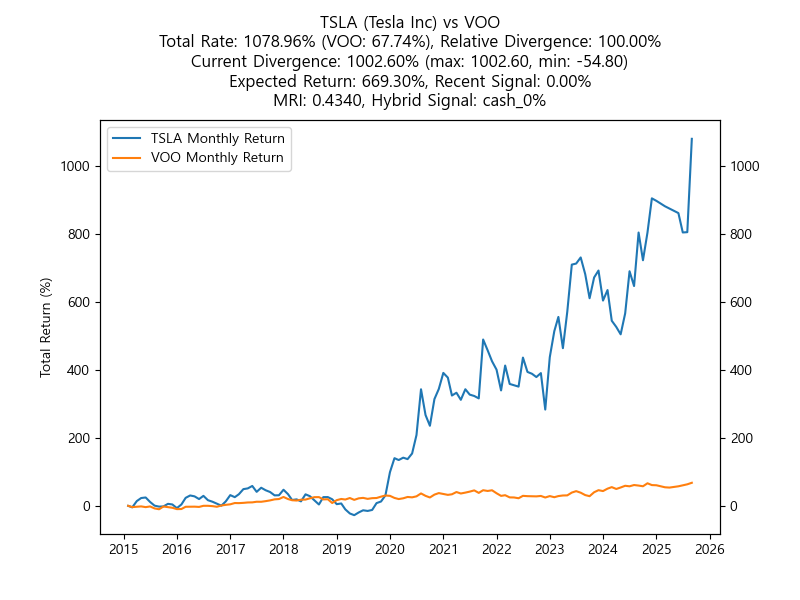 TSLA (Tesla Inc) vs VOO
Total Rate: 1078.96% (VOO: 67.74%), Relative Divergence: 100.00%
Current Divergence: 1002.60% (max: 1002.60, min: -54.80)
Expected Return: 669.30%, Recent Signal: 0.00%
MRI: 0.4340, Hybrid Signal: cash_0%
TSLA Monthly Return
VOO Monthly Return
Total Return (%)
1000 1000
800 800
600 600
400 400
200 200
0 0
2015 2016 2017 2018 2019 2020 2021 2022 2023 2024 2025 2026